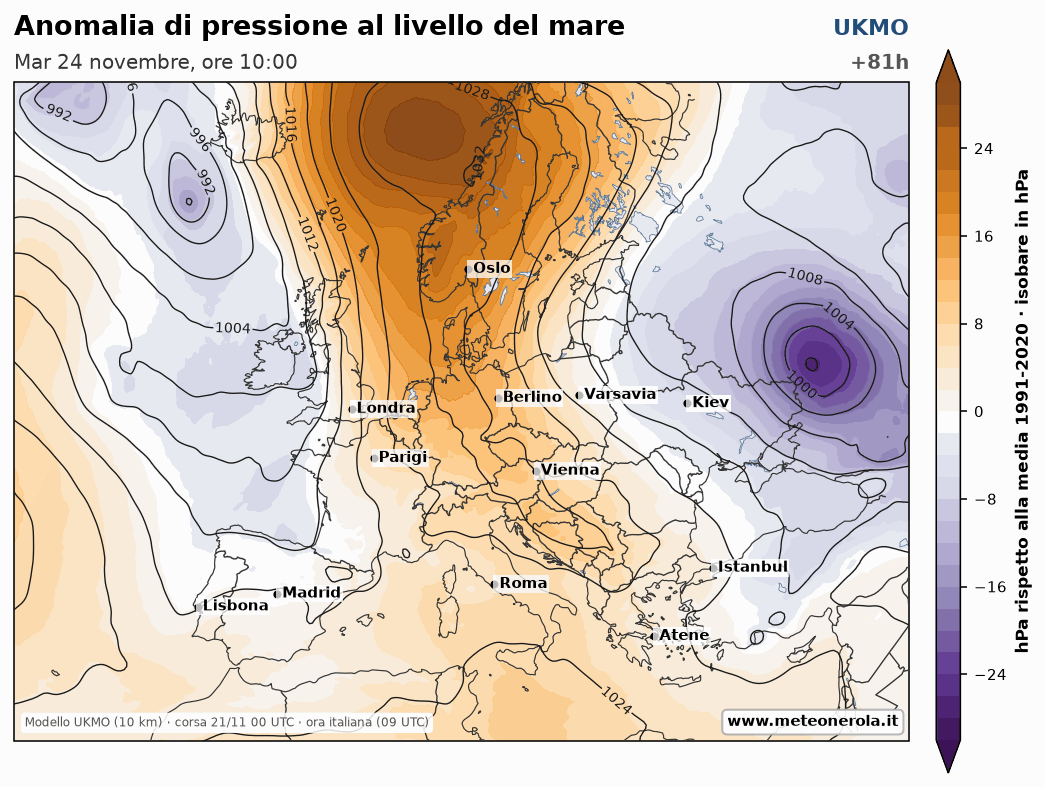 Anomalia di pressione al livello del mare
UKMO
Mar 24 novembre, ore 10:00
+81h
992
996
992
1016
1028
1032
1020
1012
1004
1008
1004
1000
1024
Oslo
Londra
Berlino
Varsavia
Kiev
Parigi
Vienna
Roma
Istanbul
Madrid
Lisbona
Atene
24
16
8
0
−8
−16
−24
hPa rispetto alla media 1991-2020 · isobare in hPa
Modello UKMO (10 km) · corsa 21/11 00 UTC · ora italiana (09 UTC)
www.meteonerola.it